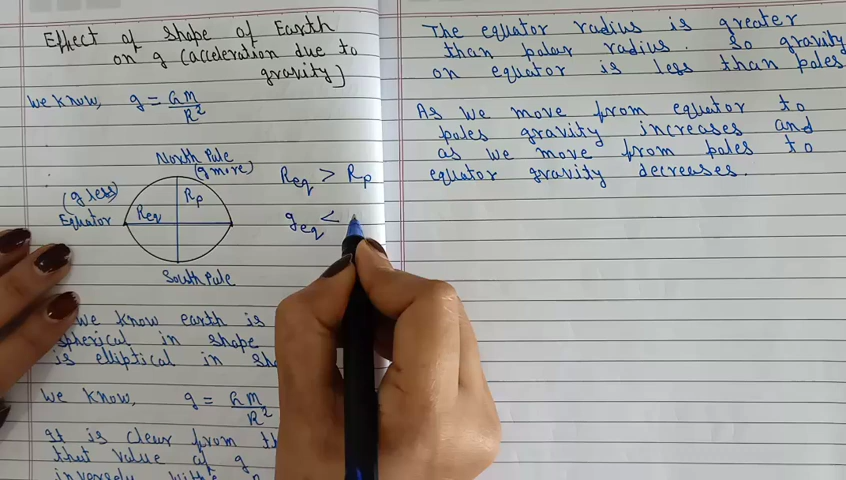 Effect of Shape of Earth
on g (acceleration due to
gravity)
We know, g = GM/R²
North Pole
(g more)
(g less)
Equator
Req
Rp
South Pole
Req > Rp
geq <
We know earth is
spherical in shape
is elliptical in
We know, g = GM/R²
It is clear from
that value of g
inversely
The equator radius is greater
than polar radius. So gravity
on equator is less than poles
As we move from equator to
poles gravity increases and
as we move from poles to
equator gravity decreases.